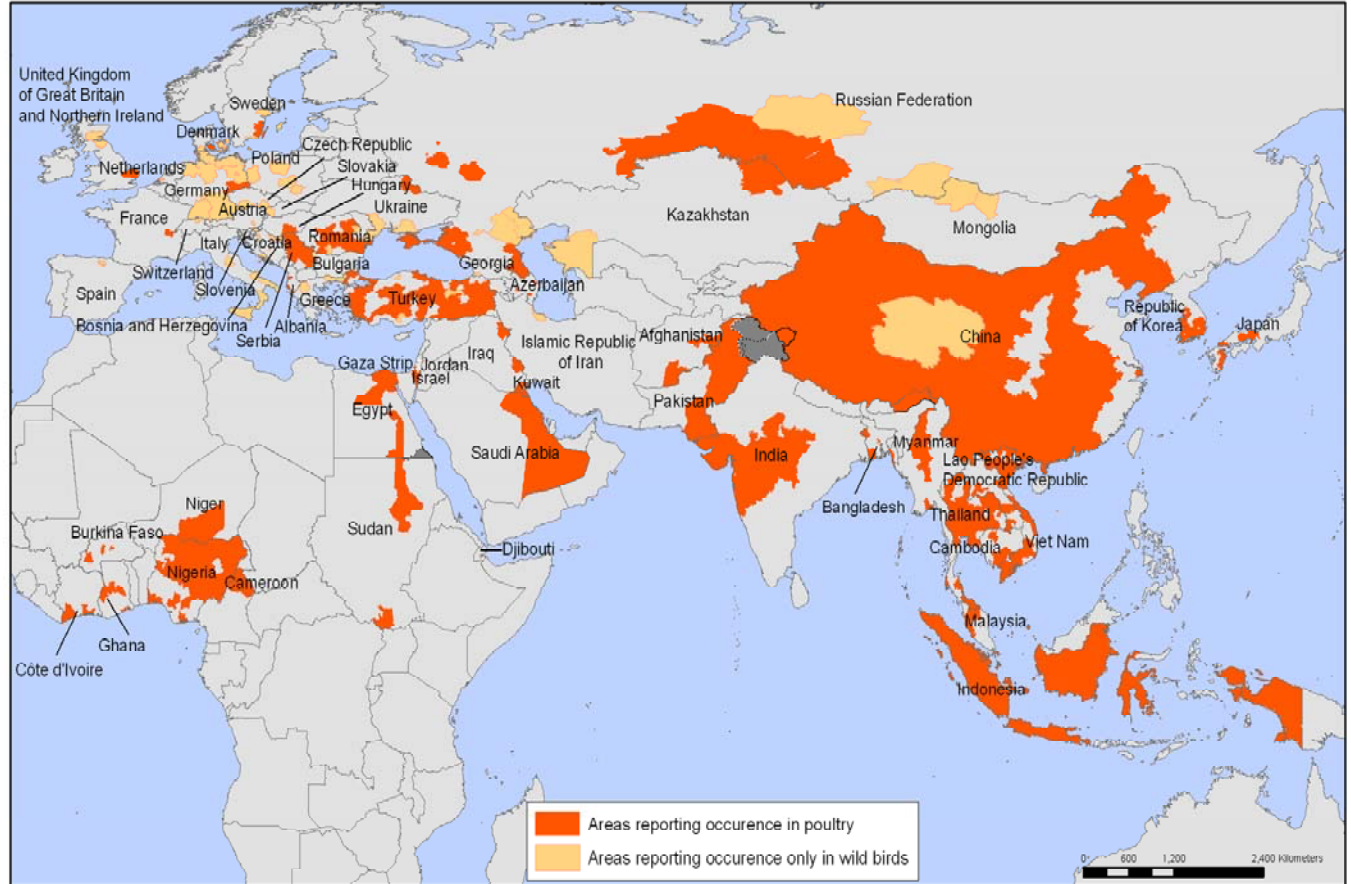 United Kingdom
of Great Britain
and Northern Ireland
Sweden
Russian Federation
Denmark
Czech Republic
Netherlands
Poland
Slovakia
Germany
Hungary
Austria
Ukraine
France
Kazakhstan
Mongolia
Italy
Croatia
Romania
Switzerland
Bulgaria
Georgia
Slovenia
Azerbaijan
Spain
Greece
Turkey
Bosnia and Herzegovina
Albania
Serbia
Republic
of Korea
Japan
China
Afghanistan
Islamic Republic
of Iran
Iraq
Gaza Strip
Jordan
Israel
Kuwait
Pakistan
Egypt
Saudi Arabia
India
Myanmar
Lao People's
Democratic Republic
Bangladesh
Niger
Thailand
Sudan
Burkina Faso
Viet Nam
Cambodia
Djibouti
Nigeria
Cameroon
Malaysia
Ghana
Côte d'Ivoire
Indonesia
Areas reporting occurence in poultry
Areas reporting occurence only in wild birds
0 600 1,200 2,400 Kilometers